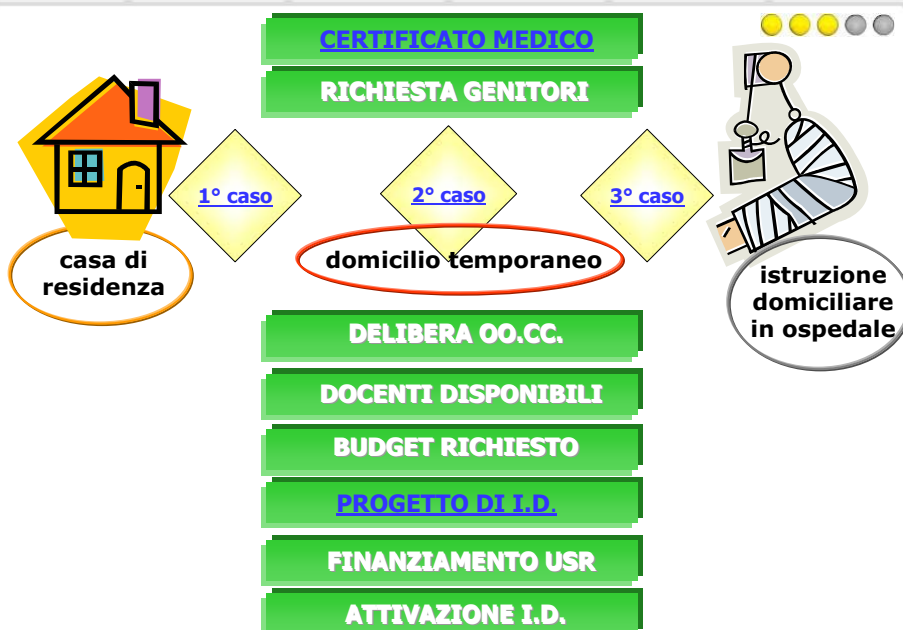 CERTIFICATO MEDICO
RICHIESTA GENITORI
1° caso
2° caso
3° caso
casa di
residenza
domicilio temporaneo
istruzione
domiciliare
in ospedale
DELIBERA OO.CC.
DOCENTI DISPONIBILI
BUDGET RICHIESTO
PROGETTO DI I.D.
FINANZIAMENTO USR
ATTIVAZIONE I.D.